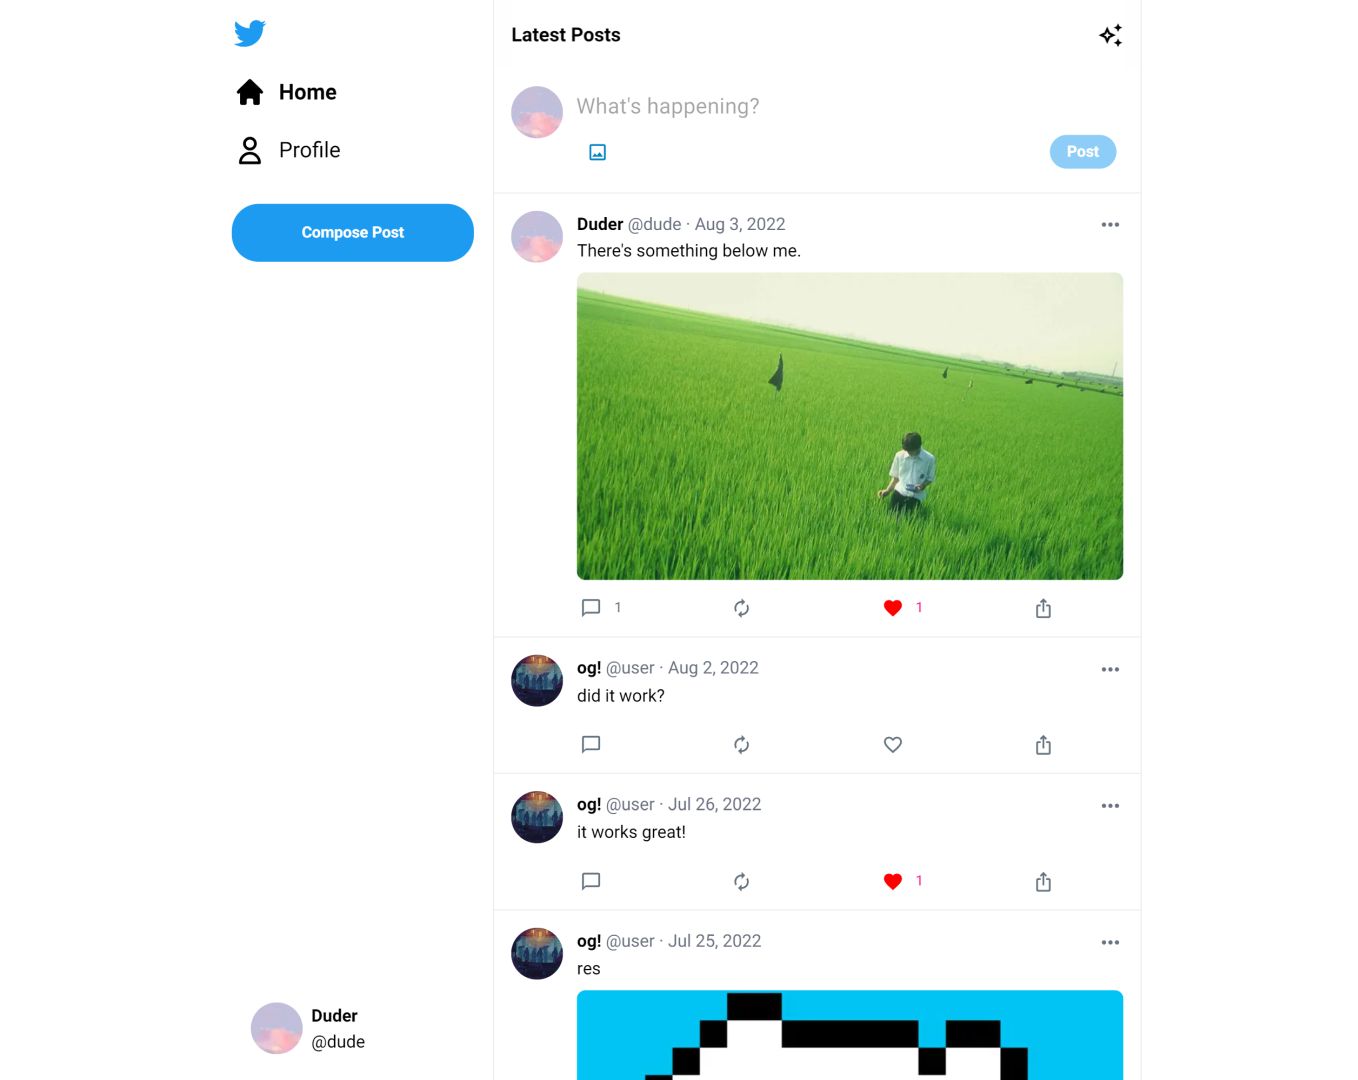 Home
Profile
Compose Post
Duder
@dude
Latest Posts
What's happening?
Post
Duder @dude · Aug 3, 2022
There's something below me.
1
1
og! @user · Aug 2, 2022
did it work?
og! @user · Jul 26, 2022
it works great!
1
og! @user · Jul 25, 2022
res